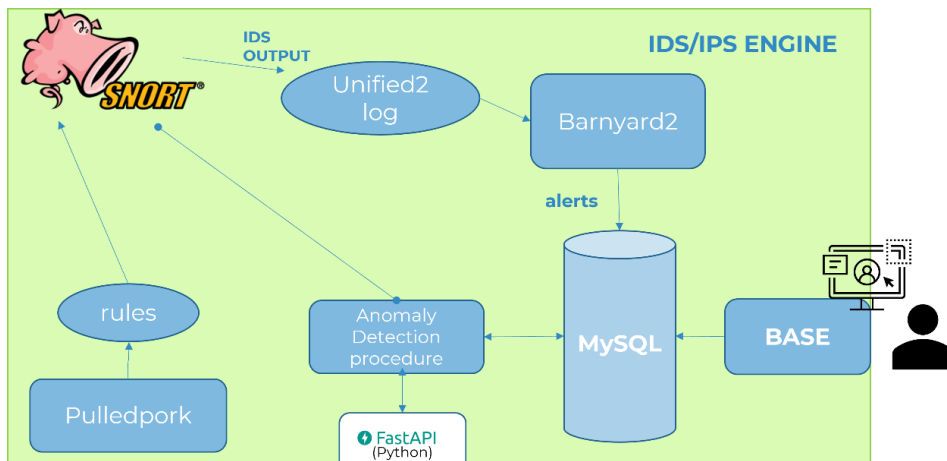 IDS
OUTPUT
IDS/IPS ENGINE
SNORT®
Unified2
log
Barnyard2
alerts
rules
Anomaly
Detection
procedure
MySQL
BASE
Pulledpork
FastAPI
(Python)